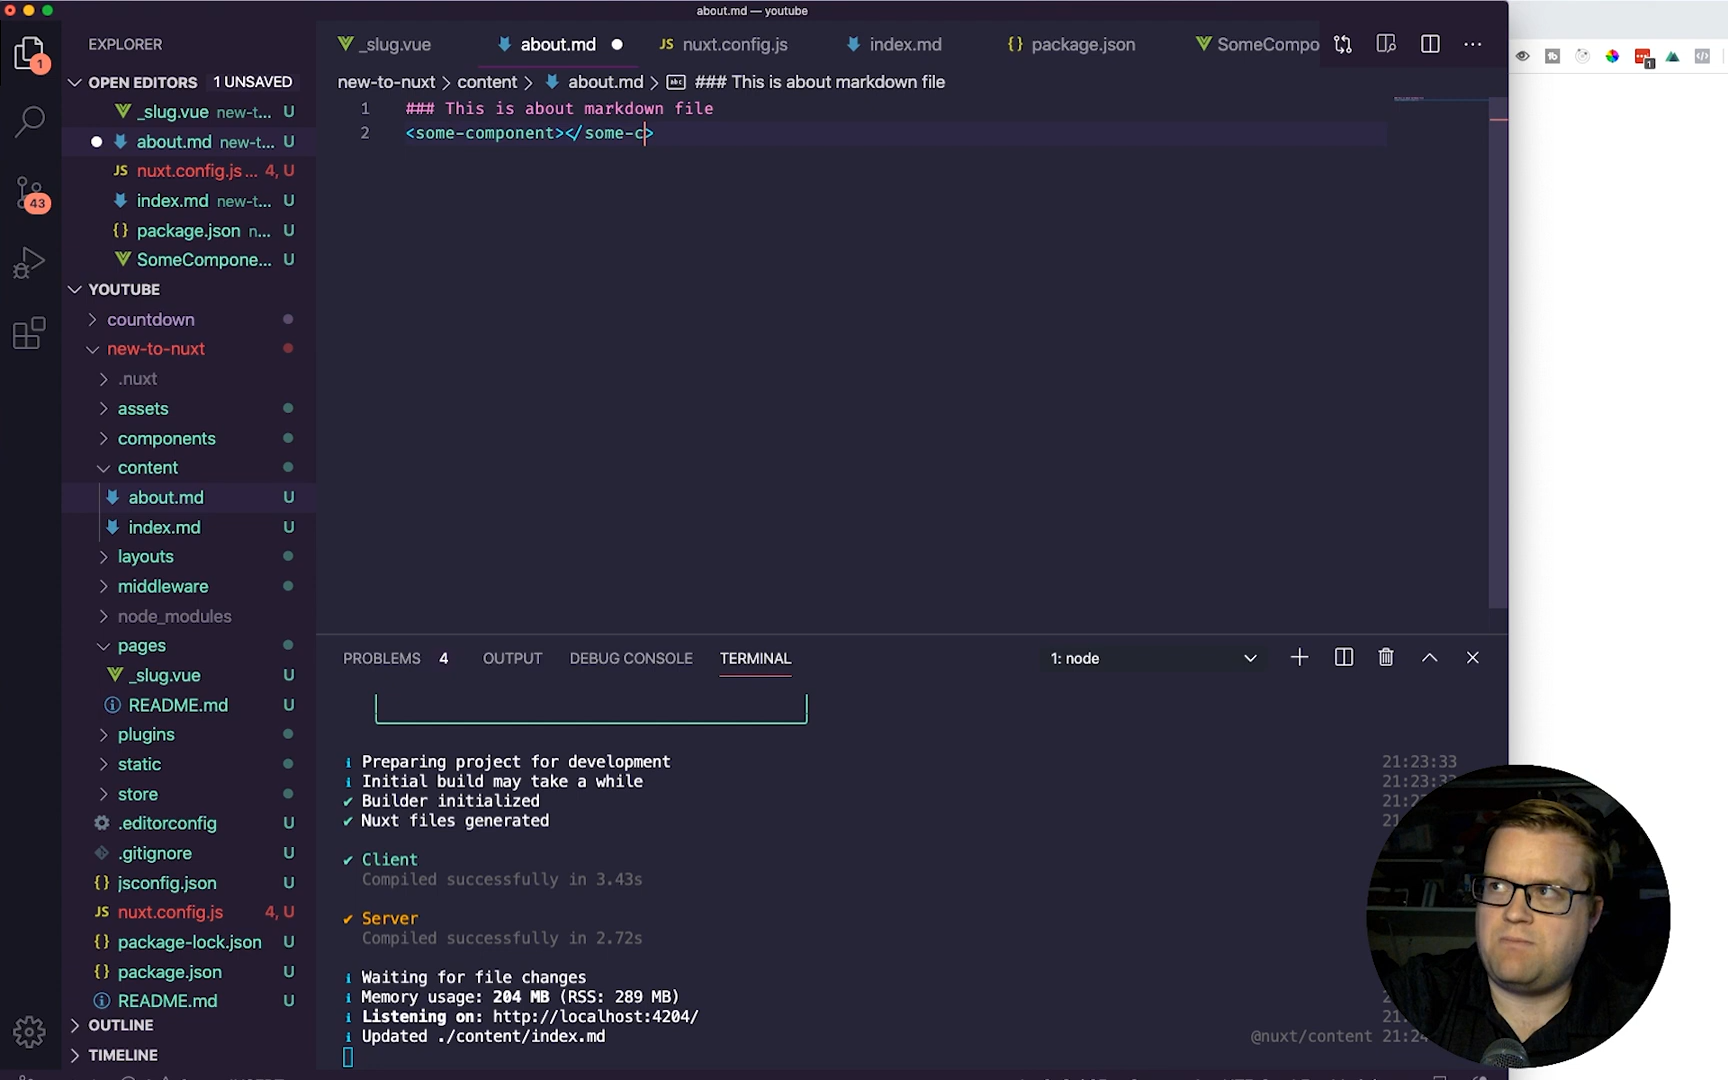 about.md — youtube
EXPLORER
_slug.vue
about.md
JS nuxt.config.js
index.md
{} package.json
SomeCompo
1
OPEN EDITORS 1 UNSAVED
new-to-nuxt > content > about.md > ### This is about markdown file
_slug.vue new-t... U
about.md new-t... U
JS nuxt.config.js ... 4, U
index.md new-t... U
{} package.json n... U
SomeCompone... U
1 ### This is about markdown file
2 <some-component></some-c>
43
YOUTUBE
countdown
new-to-nuxt
.nuxt
assets
components
content
about.md U
index.md U
layouts
middleware
node_modules
pages
_slug.vue U
README.md U
plugins
static
store
.editorconfig U
.gitignore U
{} jsconfig.json U
JS nuxt.config.js 4, U
{} package-lock.json U
{} package.json U
README.md U
OUTLINE
TIMELINE
PROBLEMS 4 OUTPUT DEBUG CONSOLE TERMINAL 1: node
i Preparing project for development 21:23:33
i Initial build may take a while
✔ Builder initialized
✔ Nuxt files generated
✔ Client
Compiled successfully in 3.43s
✔ Server
Compiled successfully in 2.72s
i Waiting for file changes
i Memory usage: 204 MB (RSS: 289 MB)
i Listening on: http://localhost:4204/
i Updated ./content/index.md @nuxt/content